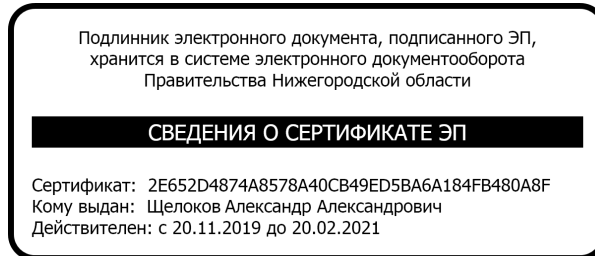 Подлинник электронного документа, подписанного ЭП,
хранится в системе электронного документооборота
Правительства Нижегородской области
СВЕДЕНИЯ О СЕРТИФИКАТЕ ЭП
Сертификат: 2E652D4874A8578A40CB49ED5BA6A184FB480A8F
Кому выдан: Щелоков Александр Александрович
Действителен: с 20.11.2019 до 20.02.2021